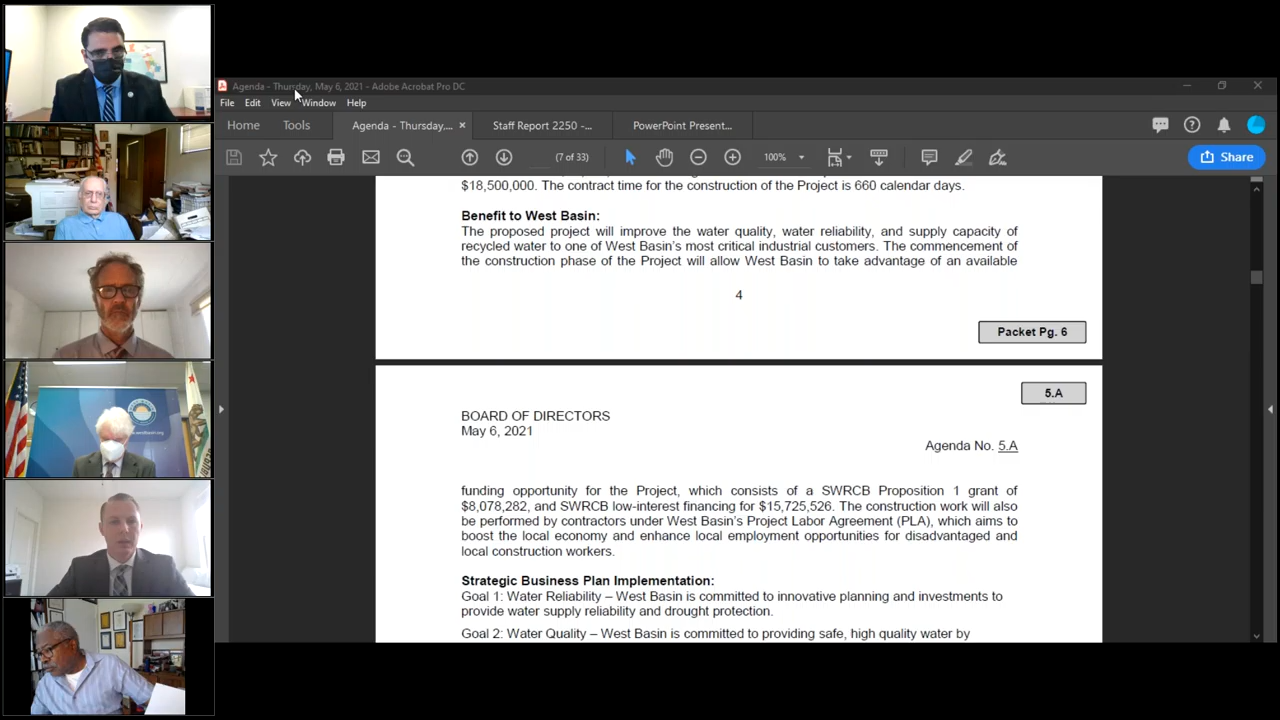 Agenda - Thursday, May 6, 2021 - Adobe Acrobat Pro DC
File Edit View Window Help
Home Tools Agenda - Thursday,... × Staff Report 2250 -... PowerPoint Present...
(7 of 33) 100% Share
$18,500,000. The contract time for the construction of the Project is 660 calendar days.
Benefit to West Basin:
The proposed project will improve the water quality, water reliability, and supply capacity of
recycled water to one of West Basin's most critical industrial customers. The commencement of
the construction phase of the Project will allow West Basin to take advantage of an available
4
Packet Pg. 6
5.A
BOARD OF DIRECTORS
May 6, 2021
Agenda No. 5.A
funding opportunity for the Project, which consists of a SWRCB Proposition 1 grant of
$8,078,282, and SWRCB low-interest financing for $15,725,526. The construction work will also
be performed by contractors under West Basin's Project Labor Agreement (PLA), which aims to
boost the local economy and enhance local employment opportunities for disadvantaged and
local construction workers.
Strategic Business Plan Implementation:
Goal 1: Water Reliability – West Basin is committed to innovative planning and investments to
provide water supply reliability and drought protection.
Goal 2: Water Quality – West Basin is committed to providing safe, high quality water by